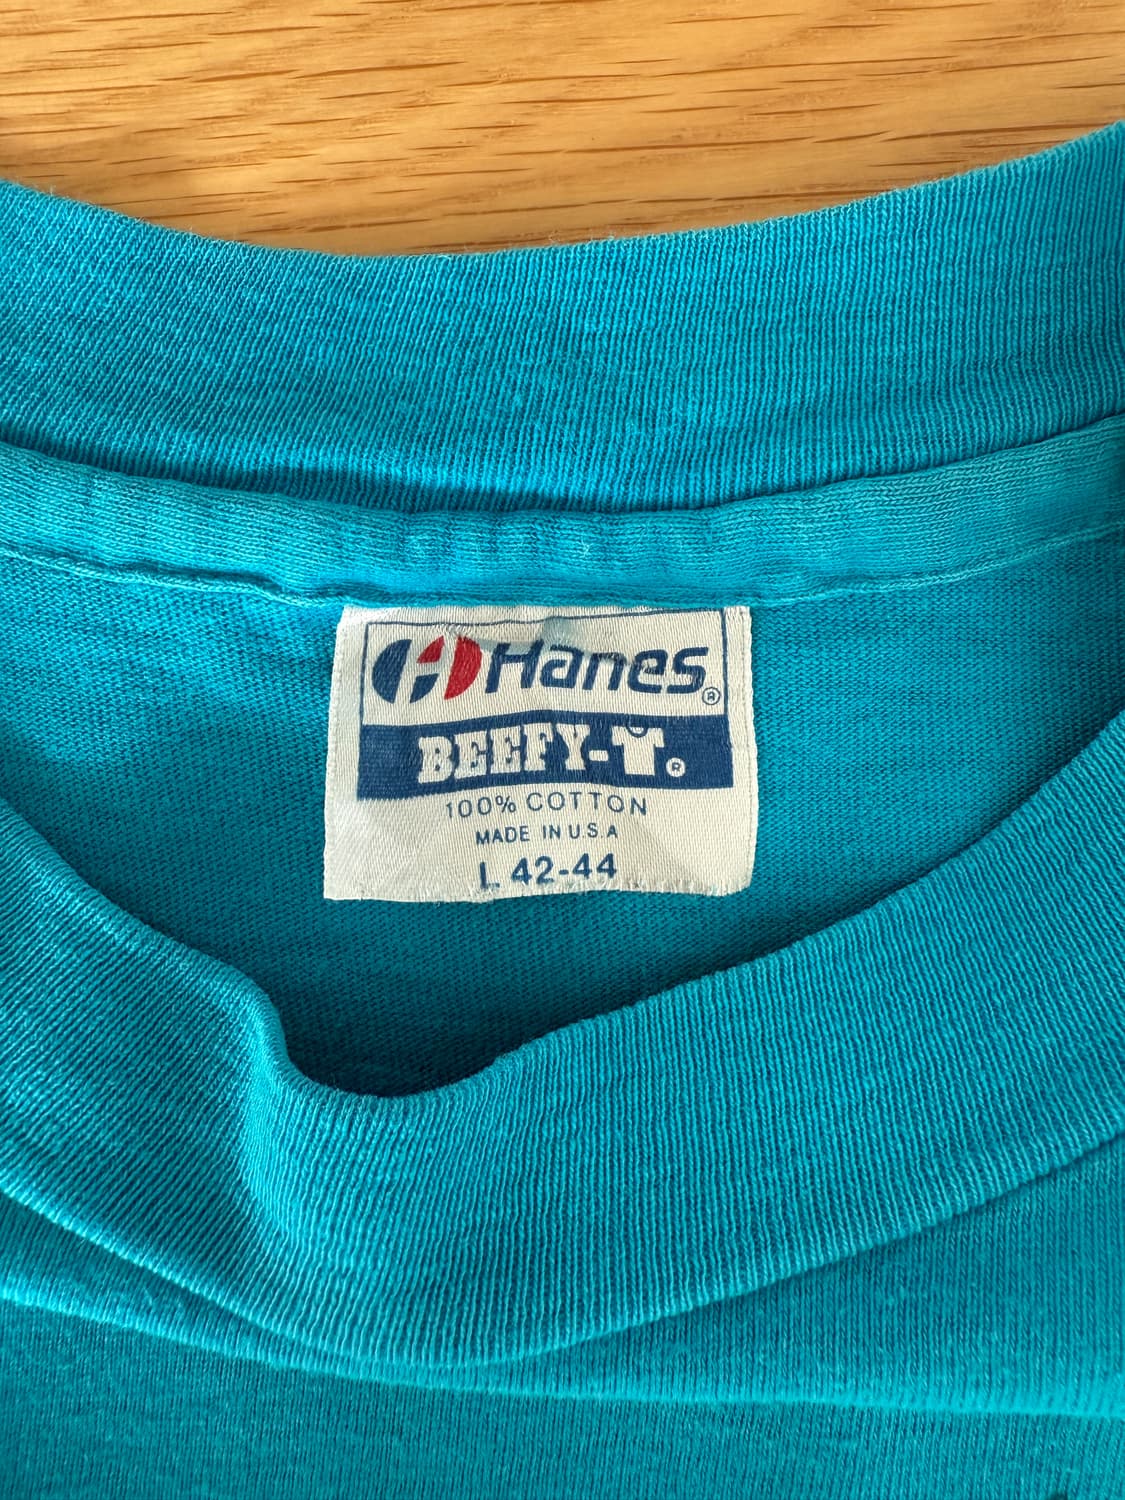 Hanes®
BEEFY-T®
100% COTTON
MADE IN U.S.A
L 42-44